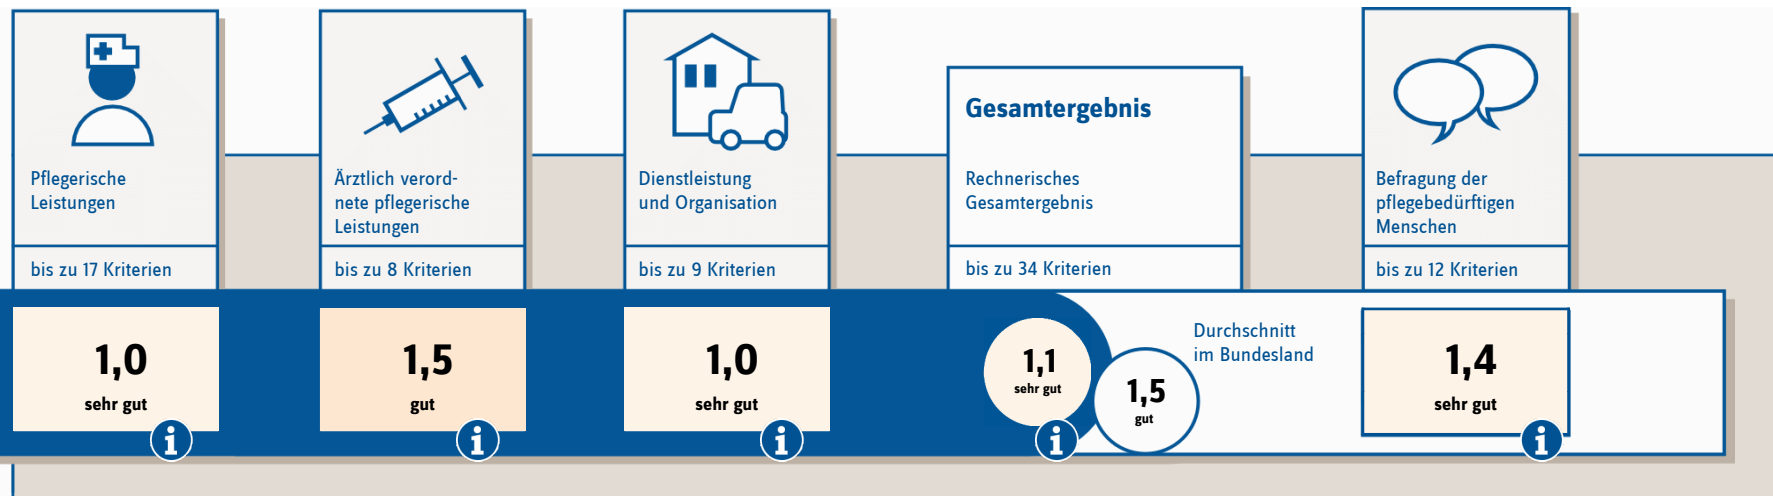 Pflegerische
Leistungen
bis zu 17 Kriterien
1,0
sehr gut
i
Ärztlich verord-
nete pflegerische
Leistungen
bis zu 8 Kriterien
1,5
gut
i
Dienstleistung
und Organisation
bis zu 9 Kriterien
1,0
sehr gut
i
Gesamtergebnis
Rechnerisches
Gesamtergebnis
bis zu 34 Kriterien
1,1
sehr gut
i
1,5
gut
Durchschnitt
im Bundesland
Befragung der
pflegebedürftigen
Menschen
bis zu 12 Kriterien
1,4
sehr gut
i